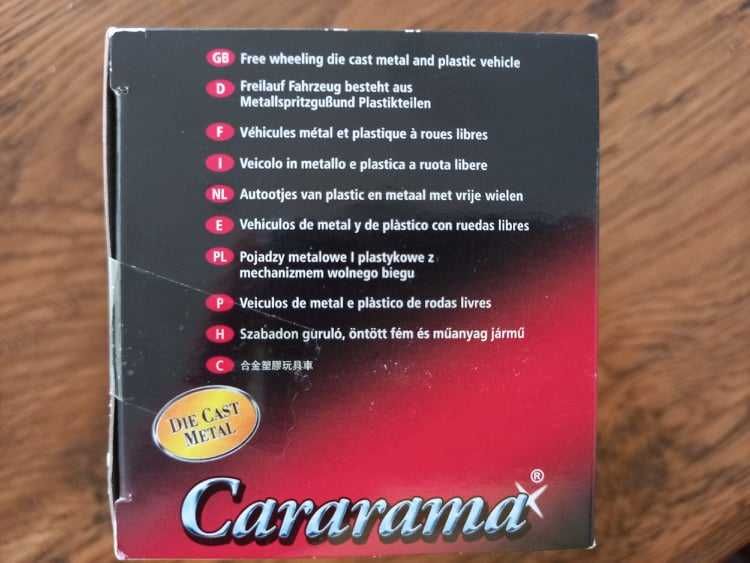 GB Free wheeling die cast metal and plastic vehicle
D Freilauf Fahrzeug besteht aus
Metallspritzgußund Plastikteilen
F Véhicules métal et plastique à roues libres
I Veicolo in metallo e plastica a ruota libere
NL Autootjes van plastic en metaal met vrije wielen
E Vehiculos de metal y de plàstico con ruedas libres
PL Pojadzy metalowe I plastykowe z
mechanizmem wolnego biegu
P Veiculos de metal e plàstico de rodas livres
H Szabadon guruló, öntött fém és műanyag jármű
C 合金塑膠玩具車
DIE CAST
METAL
Cararama®